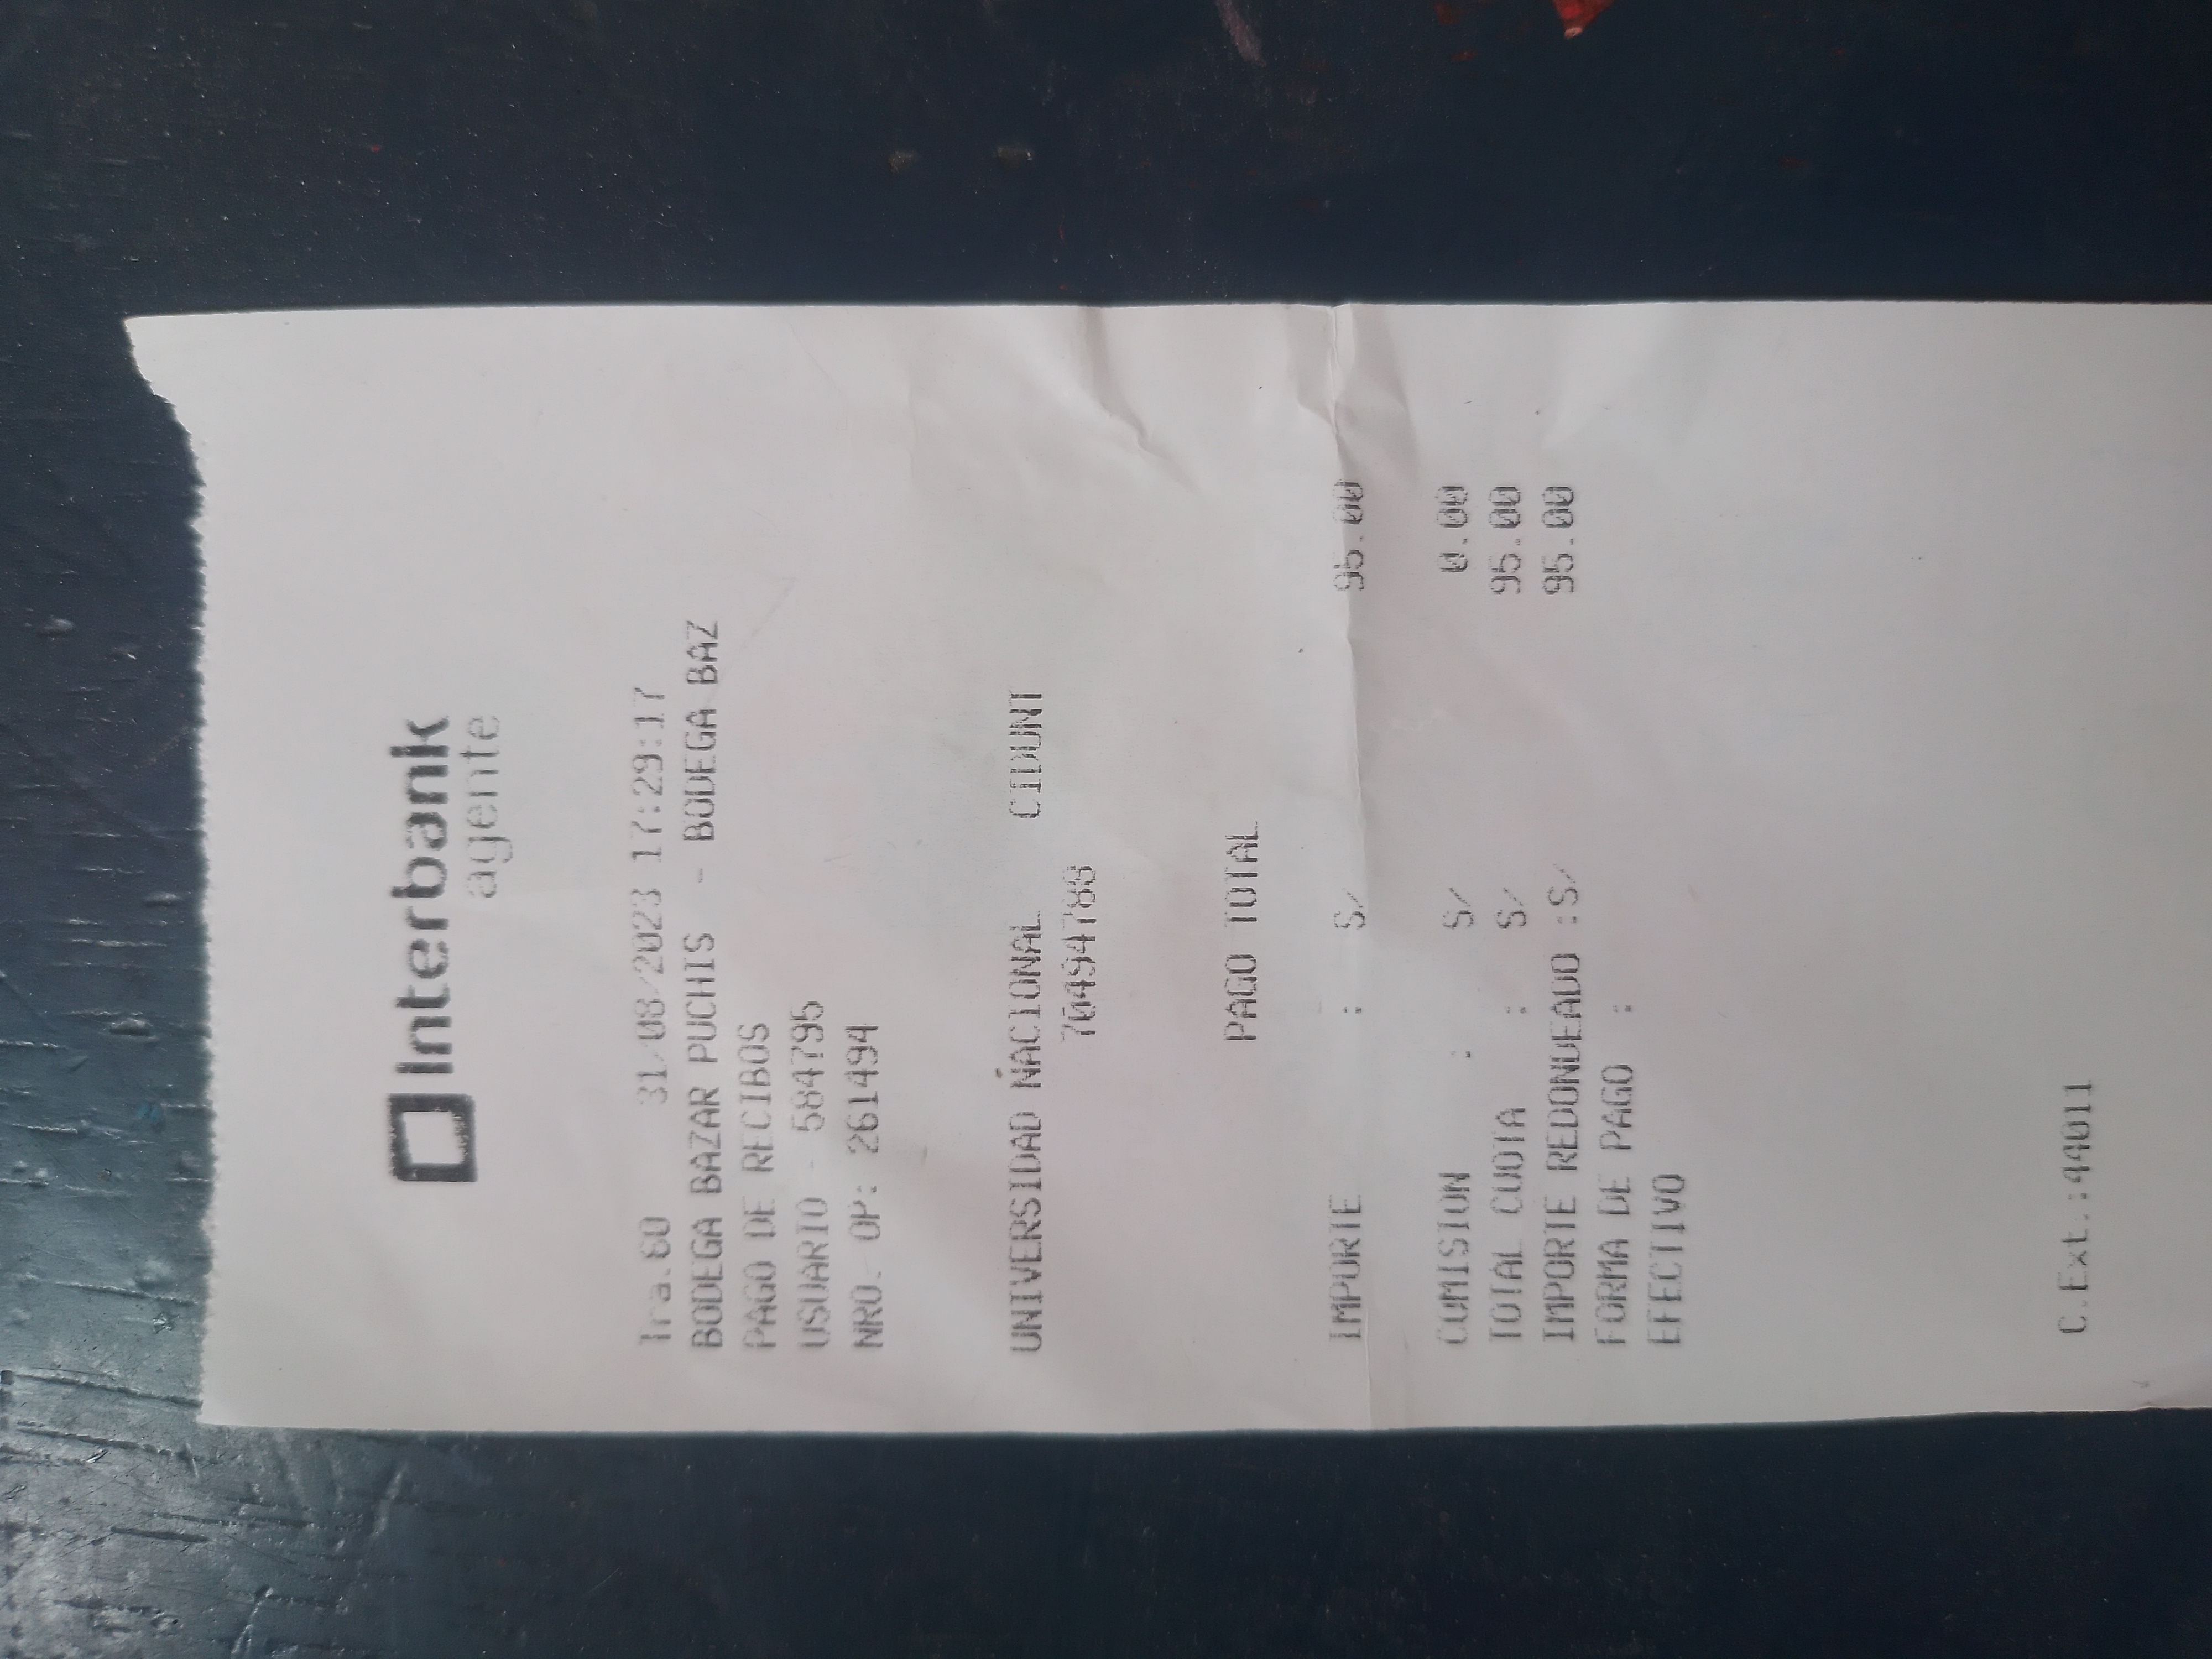 Interbank
agente
Tra.60 31/08/2023 17:29:17
BODEGA BAZAR PUCHIS - BODEGA BAZ
PAGO DE RECIBOS
USUARIO - 584795
NRO. OP: 261494
UNIVERSIDAD NACIONAL CIDUNT
70494788
PAGO TOTAL
IMPORTE : S/ 95.00
COMISION : S/ 0.00
TOTAL CUOTA : S/ 95.00
IMPORTE REDONDEADO :S/ 95.00
FORMA DE PAGO :
EFECTIVO
C.Ext.:44011